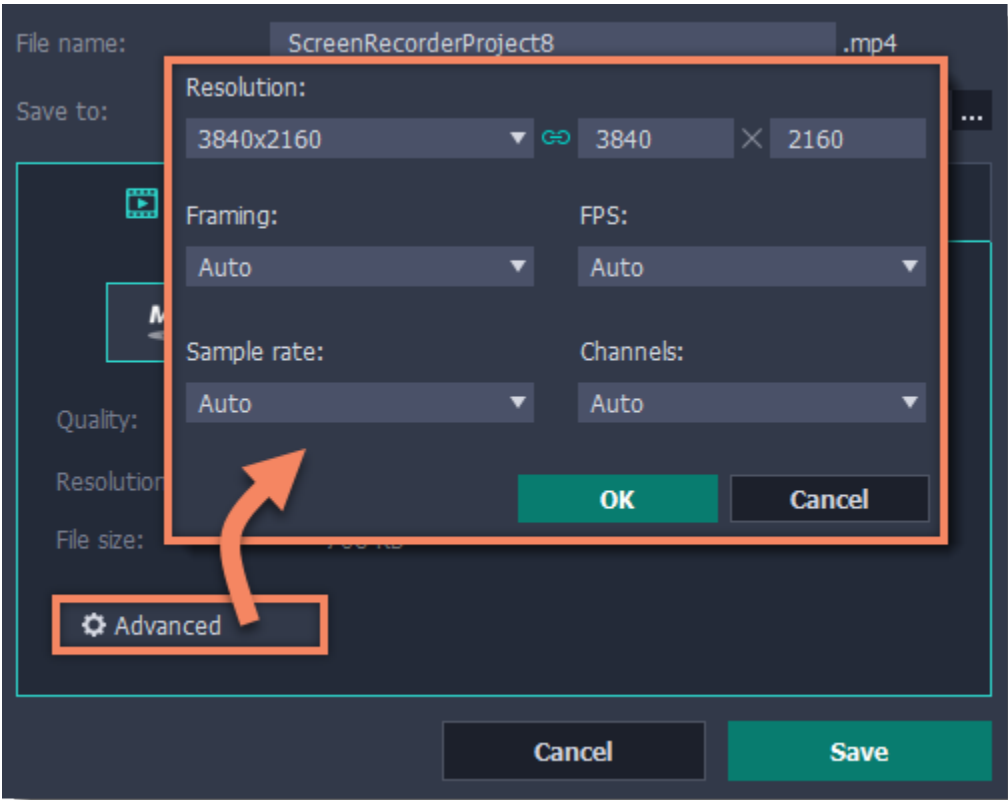 File name: ScreenRecorderProject8 .mp4
Resolution:
Save to: ...
3840x2160 3840 × 2160
Framing: FPS:
Auto Auto
Sample rate: Channels:
Auto Auto
Quality:
Resolution
OK Cancel
File size:
Advanced
Cancel Save